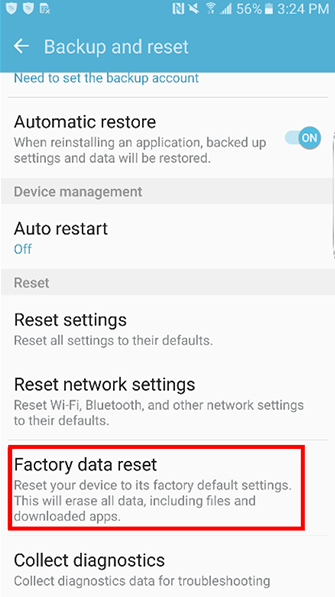 56% 3:24 PM
Backup and reset
Need to set the backup account
Automatic restore
When reinstalling an application, backed up
settings and data will be restored.
ON
Device management
Auto restart
Off
Reset
Reset settings
Reset all settings to their defaults.
Reset network settings
Reset Wi-Fi, Bluetooth, and other network settings
to their defaults.
Factory data reset
Reset your device to its factory default settings.
This will erase all data, including files and
downloaded apps.
Collect diagnostics
Collect diagnostics data for troubleshooting